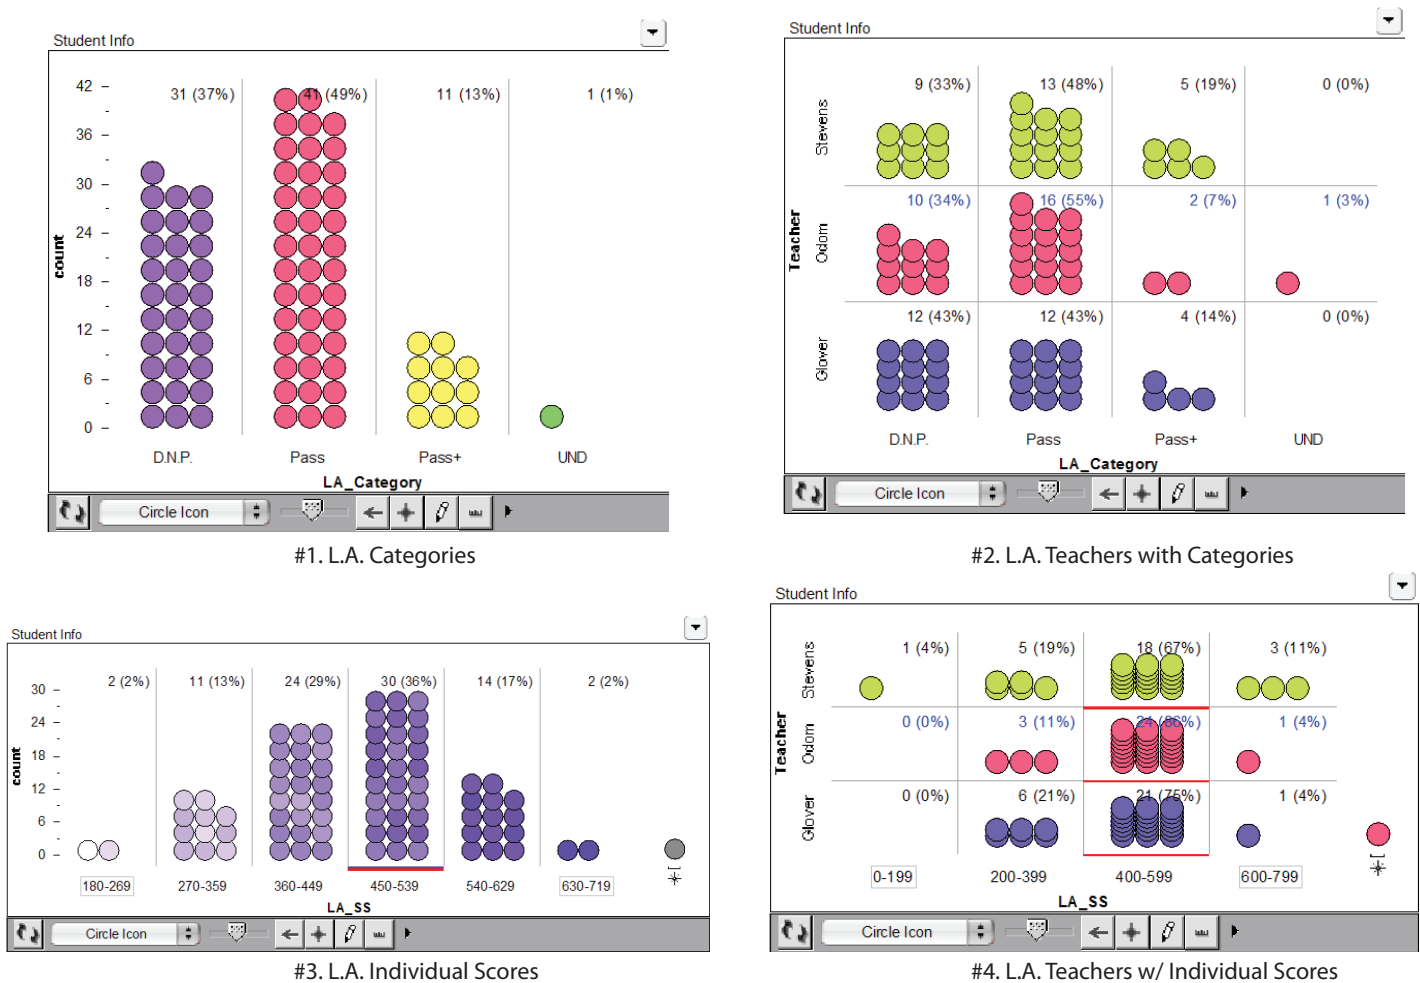 Student Info
42
36
30
24
18
12
6
0
count
31 (37%)
41 (49%)
11 (13%)
1 (1%)
D.N.P.
Pass
Pass+
UND
LA_Category
Circle Icon
#1. L.A. Categories
Student Info
Teacher
Stevens
9 (33%)
13 (48%)
5 (19%)
0 (0%)
Odom
10 (34%)
16 (55%)
2 (7%)
1 (3%)
Glover
12 (43%)
12 (43%)
4 (14%)
0 (0%)
D.N.P.
Pass
Pass+
UND
LA_Category
Circle Icon
#2. L.A. Teachers with Categories
Student Info
30
24
18
12
6
0
count
2 (2%)
11 (13%)
24 (29%)
30 (36%)
14 (17%)
2 (2%)
180-269
270-359
360-449
450-539
540-629
630-719
LA_SS
Circle Icon
#3. L.A. Individual Scores
Student Info
Teacher
Stevens
1 (4%)
5 (19%)
18 (67%)
3 (11%)
Odom
0 (0%)
3 (11%)
24 (86%)
1 (4%)
Glover
0 (0%)
6 (21%)
21 (75%)
1 (4%)
0-199
200-399
400-599
600-799
LA_SS
Circle Icon
#4. L.A. Teachers w/ Individual Scores